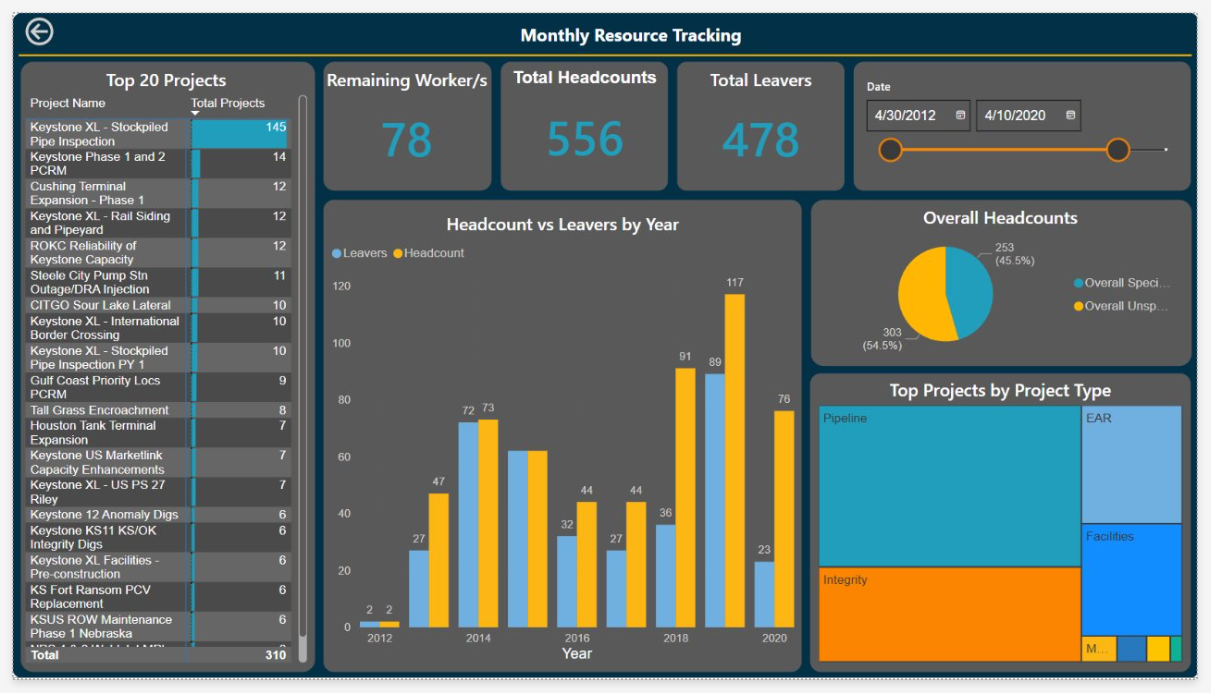 Monthly Resource Tracking
Top 20 Projects
Project Name Total Projects
Keystone XL - Stockpiled
Pipe Inspection
145
Keystone Phase 1 and 2
PCRM
14
Cushing Terminal
Expansion - Phase 1
12
Keystone XL - Rail Siding
and Pipeyard
12
ROKC Reliability of
Keystone Capacity
12
Steele City Pump Stn
Outage/DRA Injection
11
CITGO Sour Lake Lateral 10
Keystone XL - International
Border Crossing
10
Keystone XL - Stockpiled
Pipe Inspection PY 1
10
Gulf Coast Priority Locs
PCRM
9
Tall Grass Encroachment 8
Houston Tank Terminal
Expansion
7
Keystone US Marketlink
Capacity Enhancements
7
Keystone XL - US PS 27
Riley
7
Keystone 12 Anomaly Digs 6
Keystone KS11 KS/OK
Integrity Digs
6
Keystone XL Facilities -
Pre-construction
6
KS Fort Ransom PCV
Replacement
6
KSUS ROW Maintenance
Phase 1 Nebraska
6
Total 310
Remaining Worker/s
78
Total Headcounts
556
Total Leavers
478
Date
4/30/2012 4/10/2020
Headcount vs Leavers by Year
Leavers Headcount
120
100
80
60
40
20
0
2 2
27 47
72 73
32 44
27 44
36 91
89 117
23 76
2012 2014 2016 2018 2020
Year
Overall Headcounts
253
(45.5%)
303
(54.5%)
Overall Speci...
Overall Unsp...
Top Projects by Project Type
Pipeline
EAR
Facilities
Integrity
M...